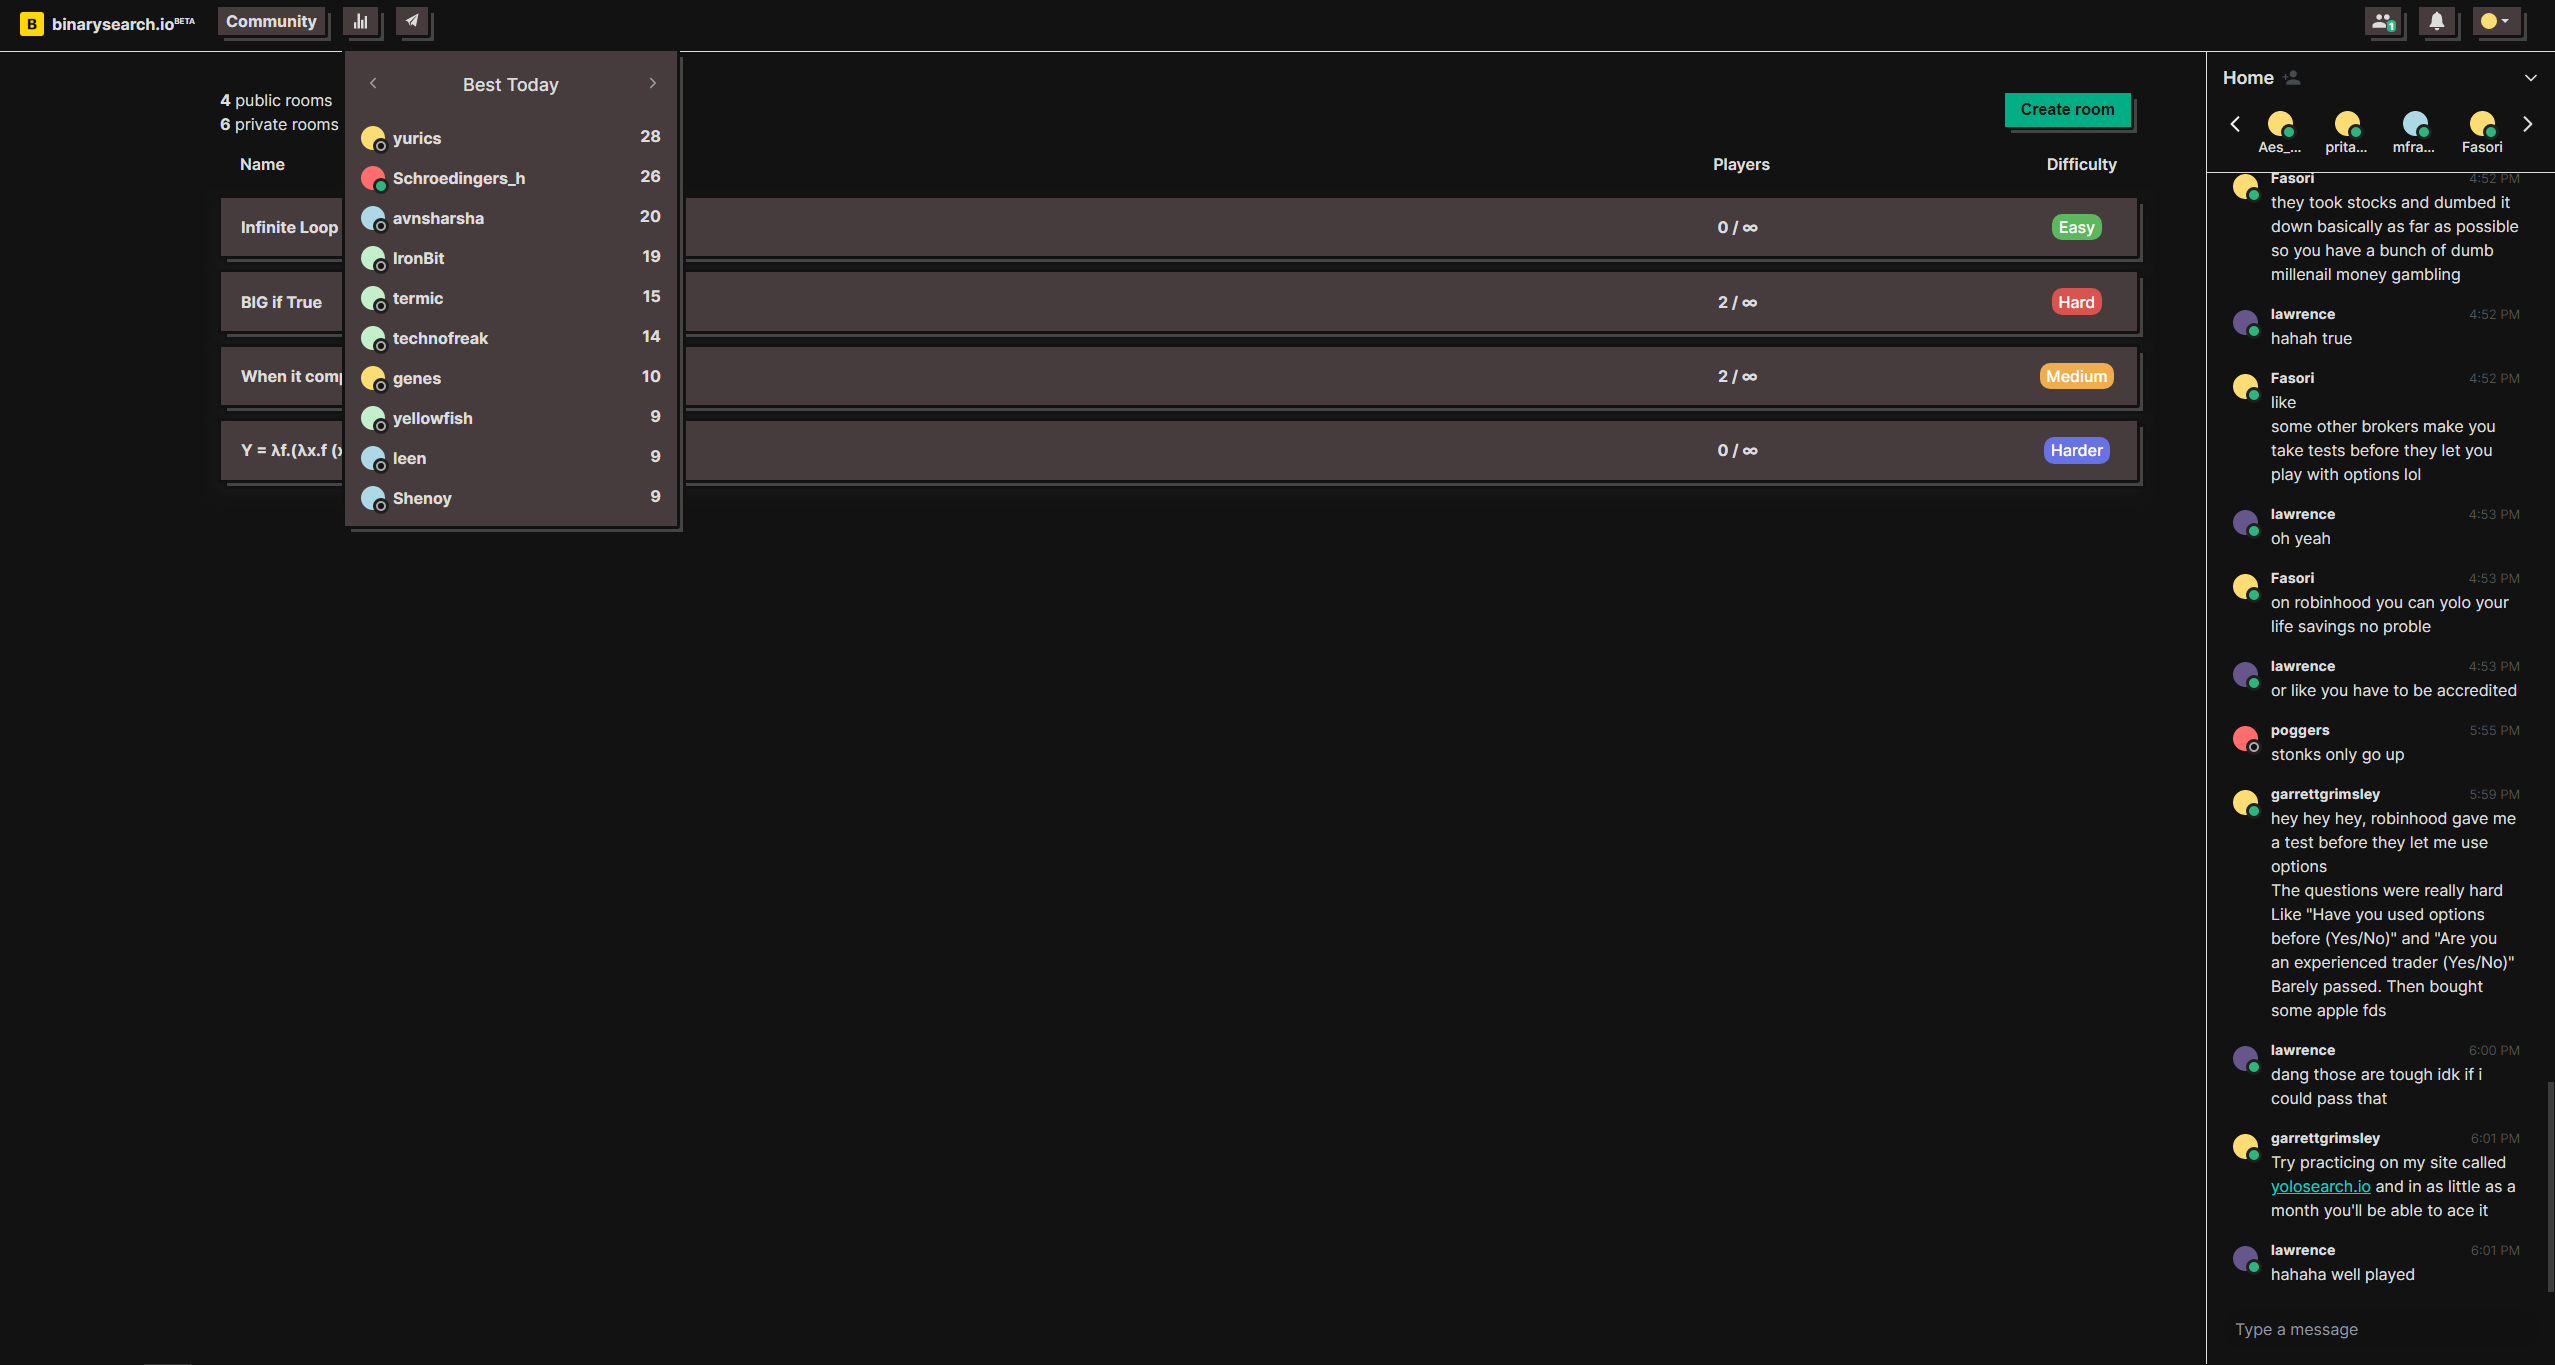 B binarysearch.ioBETA
Community
1
4 public rooms
6 private rooms
Create room
Name
Players
Difficulty
Infinite Loop
0 / ∞
Easy
BIG if True
2 / ∞
Hard
When it comp
2 / ∞
Medium
Y = λf.(λx.f (x
0 / ∞
Harder
Best Today
yurics 28
Schroedingers_h 26
avnsharsha 20
IronBit 19
termic 15
technofreak 14
genes 10
yellowfish 9
leen 9
Shenoy 9
Home
Aes_...
prita...
mfra...
Fasori
Fasori 4:52 PM
they took stocks and dumbed it
down basically as far as possible
so you have a bunch of dumb
millenail money gambling
lawrence 4:52 PM
hahah true
Fasori 4:52 PM
like
some other brokers make you
take tests before they let you
play with options lol
lawrence 4:53 PM
oh yeah
Fasori 4:53 PM
on robinhood you can yolo your
life savings no proble
lawrence 4:53 PM
or like you have to be accredited
poggers 5:55 PM
stonks only go up
garrettgrimsley 5:59 PM
hey hey hey, robinhood gave me
a test before they let me use
options
The questions were really hard
Like "Have you used options
before (Yes/No)" and "Are you
an experienced trader (Yes/No)"
Barely passed. Then bought
some apple fds
lawrence 6:00 PM
dang those are tough idk if i
could pass that
garrettgrimsley 6:01 PM
Try practicing on my site called
yolosearch.io and in as little as a
month you'll be able to ace it
lawrence 6:01 PM
hahaha well played
Type a message